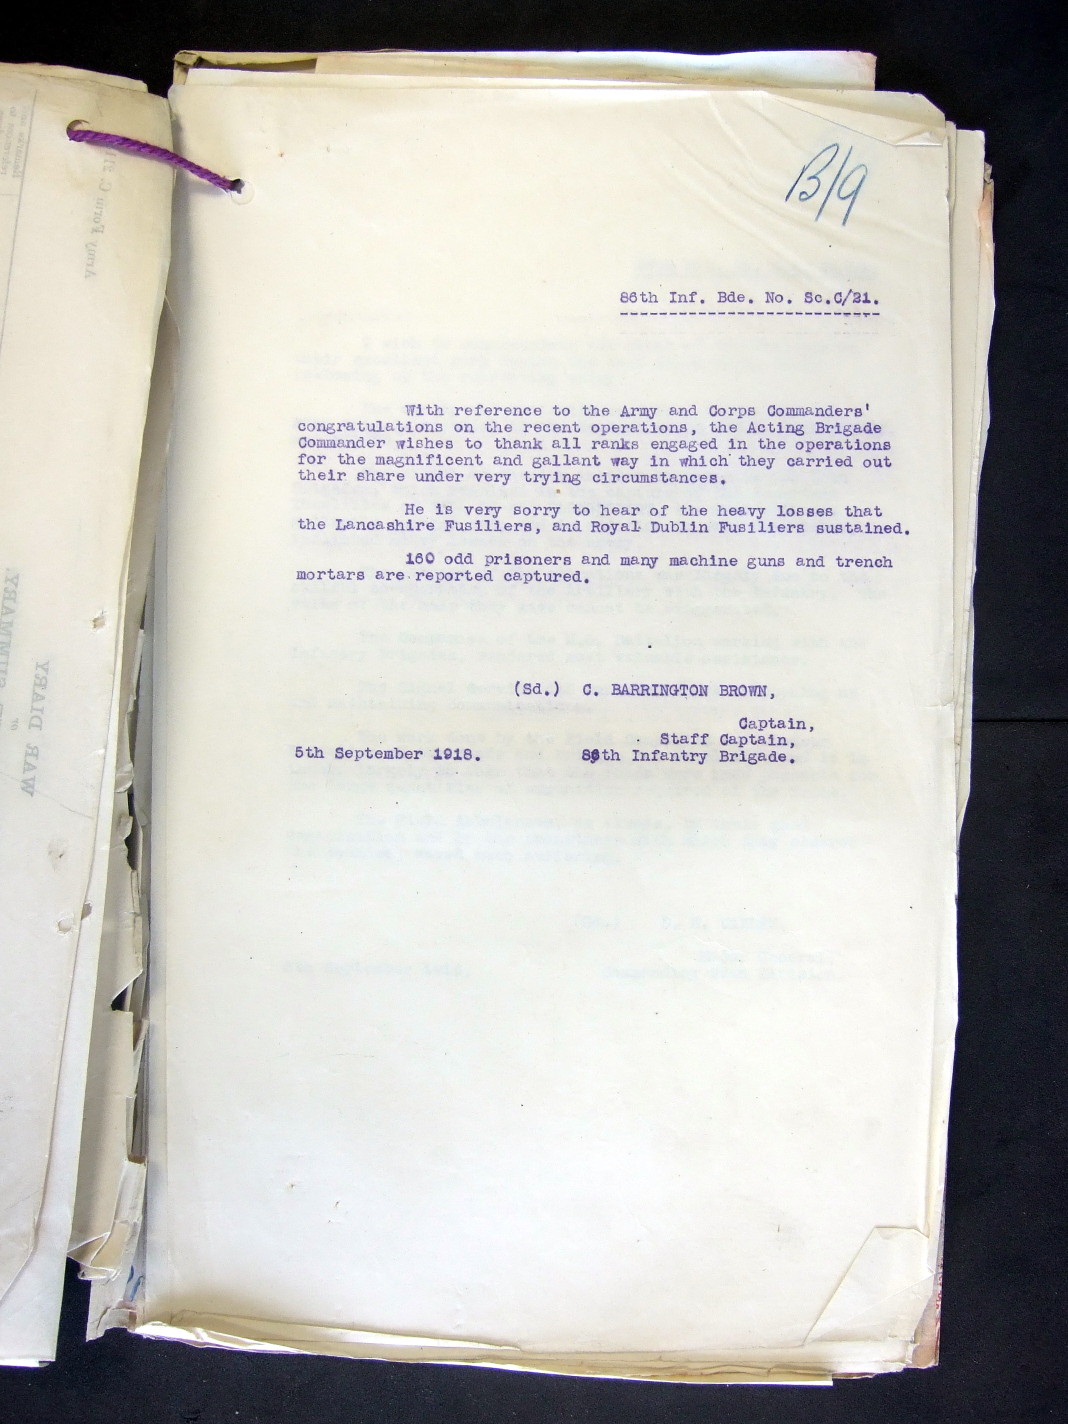 B/9
86th Inf. Bde. No. Sc.C/21.
With reference to the Army and Corps Commanders'
congratulations on the recent operations, the Acting Brigade
Commander wishes to thank all ranks engaged in the operations
for the magnificent and gallant way in which they carried out
their share under very trying circumstances.
He is very sorry to hear of the heavy losses that
the Lancashire Fusiliers, and Royal Dublin Fusiliers sustained.
160 odd prisoners and many machine guns and trench
mortars are reported captured.
(Sd.) C. BARRINGTON BROWN,
Captain,
Staff Captain,
5th September 1918. 86th Infantry Brigade.
WAR DIARY
or
Army Form C.